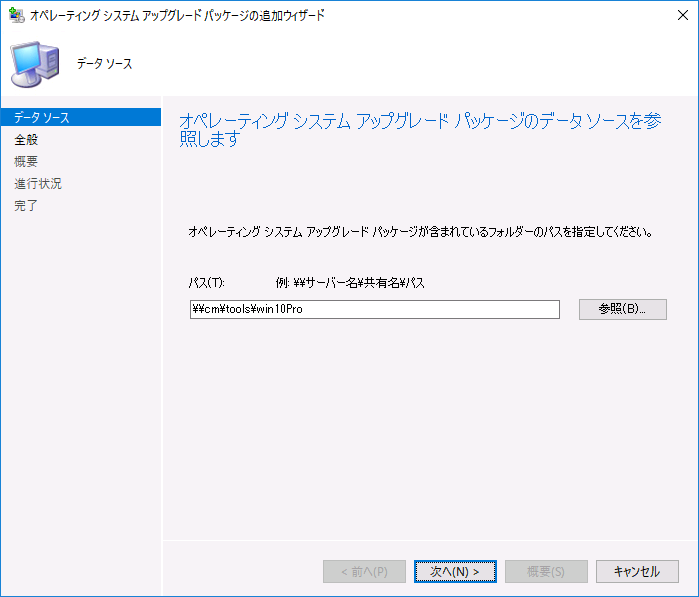 オペレーティング システム アップグレード パッケージの追加ウィザード
データ ソース
データ ソース
全般
概要
進行状況
完了
オペレーティング システム アップグレード パッケージのデータ ソースを参
照します
オペレーティング システム アップグレード パッケージが含まれているフォルダーのパスを指定してください。
パス(T): 例: ¥¥サーバー名¥共有名¥パス
¥¥cm¥tools¥win10Pro
参照(B)...
< 前へ(P)
次へ(N) >
概要(S)
キャンセル